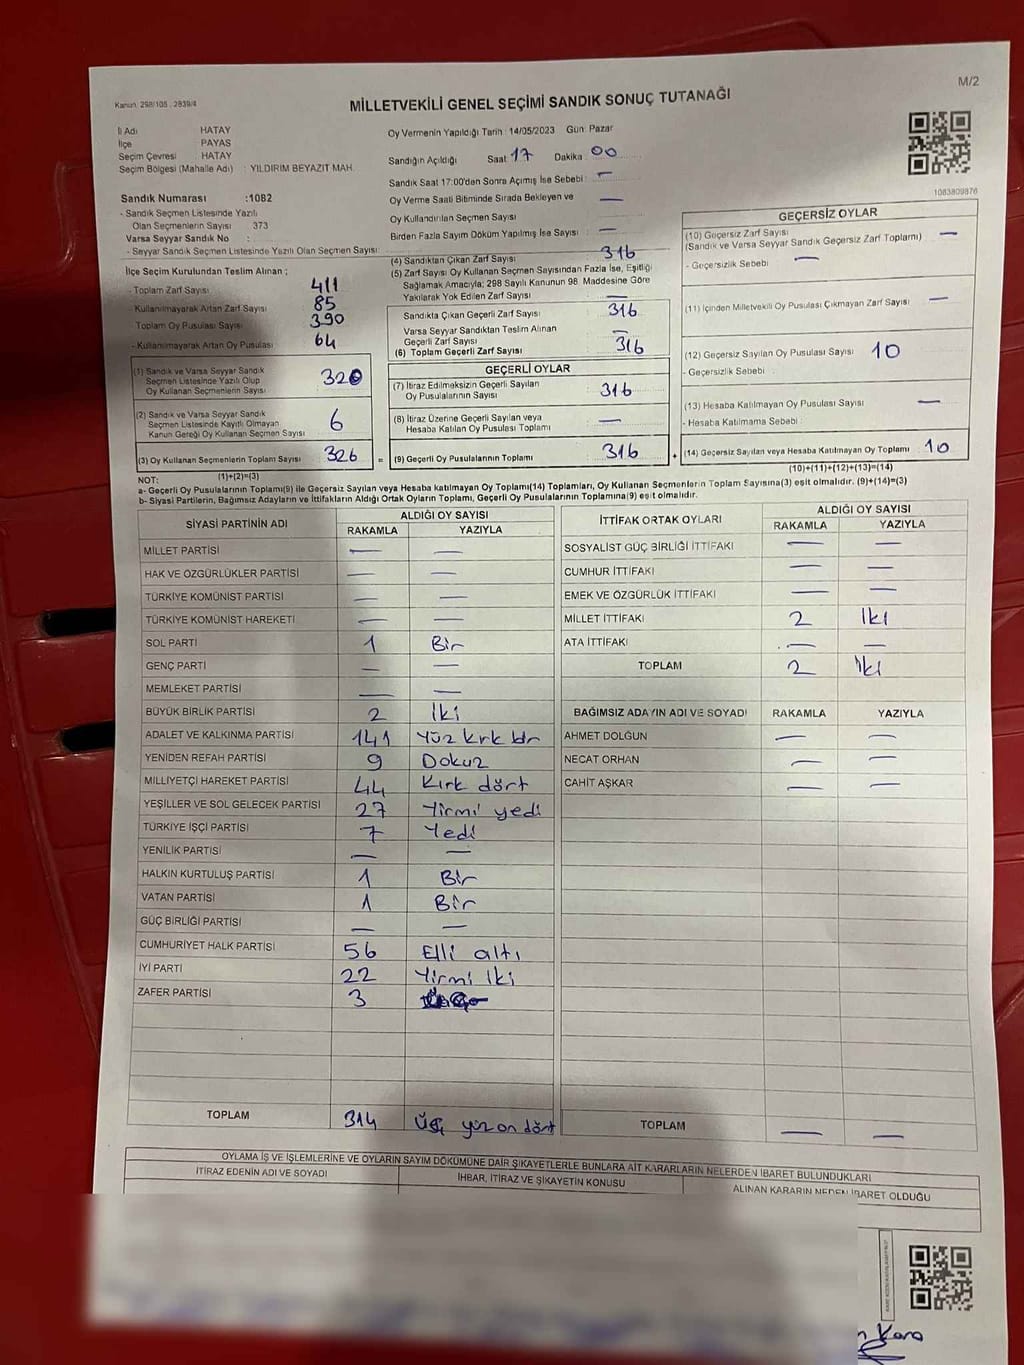 M/2
Kanun: 298/105 , 2839/4
MİLLETVEKİLİ GENEL SEÇİMİ SANDIK SONUÇ TUTANAĞI
İl Adı HATAY
İlçe PAYAS
Seçim Çevresi HATAY
Seçim Bölgesi (Mahalle Adı) : YILDIRIM BEYAZIT MAH.
Sandık Numarası :1082
- Sandık Seçmen Listesinde Yazılı
Olan Seçmenlerin Sayısı 373
Varsa Seyyar Sandık No :
- Seyyar Sandık Seçmen Listesinde Yazılı Olan Seçmen Sayısı:
İlçe Seçim Kurulundan Teslim Alınan ;
- Toplam Zarf Sayısı 411
- Kullanılmayarak Artan Zarf Sayısı 85
- Toplam Oy Pusulası Sayısı 390
- Kullanılmayarak Artan Oy Pusulası 64
(1) Sandık ve Varsa Seyyar Sandık
Seçmen Listesinde Yazılı Olup
Oy Kullanan Seçmenlerin Sayısı 320
(2) Sandık ve Varsa Seyyar Sandık
Seçmen Listesinde Kayıtlı Olmayan
Kanun Gereği Oy Kullanan Seçmen Sayısı 6
(3) Oy Kullanan Seçmenlerin Toplam Sayısı 326 =
(1)+(2)=(3)
Oy Vermenin Yapıldığı Tarih : 14/05/2023 Gün: Pazar
Sandığın Açıldığı Saat 17 Dakika 00
Sandık Saat 17:00'den Sonra Açımış İse Sebebi : —
Oy Verme Saati Bitiminde Sırada Bekleyen ve
Oy Kullandırılan Seçmen Sayısı —
Birden Fazla Sayım Döküm Yapılmış İse Sayısı : —
(4) Sandıktan Çıkan Zarf Sayısı 316
(5) Zarf Sayısı Oy Kullanan Seçmen Sayısından Fazla İse, Eşitliği
Sağlamak Amacıyla; 298 Sayılı Kanunun 98. Maddesine Göre
Yakılarak Yok Edilen Zarf Sayısı —
Sandıkta Çıkan Geçerli Zarf Sayısı 316
Varsa Seyyar Sandıktan Teslim Alınan
Geçerli Zarf Sayısı —
(6) Toplam Geçerli Zarf Sayısı 316
GEÇERLİ OYLAR
(7) İtiraz Edilmeksizin Geçerli Sayılan
Oy Pusulalarının Sayısı 316
(8) İtiraz Üzerine Geçerli Sayılan veya
Hesaba Katılan Oy Pusulası Toplamı —
(9) Geçerli Oy Pusulalarının Toplamı 316 +
1083809876
GEÇERSİZ OYLAR
(10) Geçersiz Zarf Sayısı —
(Sandık ve Varsa Seyyar Sandık Geçersiz Zarf Toplamı)
- Geçersizlik Sebebi : —
(11) İçinden Milletvekili Oy Pusulası Çıkmayan Zarf Sayısı —
(12) Geçersiz Sayılan Oy Pusulası Sayısı 10
- Geçersizlik Sebebi :
(13) Hesaba Katılmayan Oy Pusulası Sayısı —
- Hesaba Katılmama Sebebi :
(14) Geçersiz Sayılan veya Hesaba Katılmayan Oy Toplamı 10
(10)+(11)+(12)+(13)=(14)
NOT:
a- Geçerli Oy Pusulalarının Toplamı(9) ile Geçersiz Sayılan veya Hesaba katılmayan Oy Toplamı(14) Toplamları, Oy Kullanan Seçmenlerin Toplam Sayısına(3) eşit olmalıdır. (9)+(14)=(3)
b- Siyasi Partilerin, Bağımsız Adayların ve İttifakların Aldığı Ortak Oyların Toplamı, Geçerli Oy Pusulalarının Toplamına(9) eşit olmalıdır.
SİYASİ PARTİNİN ADI ALDIĞI OY SAYISI
RAKAMLA YAZIYLA
MİLLET PARTİSİ — —
HAK VE ÖZGÜRLÜKLER PARTİSİ — —
TÜRKİYE KOMÜNİST PARTİSİ — —
TÜRKİYE KOMÜNİST HAREKETİ — —
SOL PARTİ 1 Bir
GENÇ PARTİ — —
MEMLEKET PARTİSİ — —
BÜYÜK BİRLİK PARTİSİ 2 İki
ADALET VE KALKINMA PARTİSİ 141 Yüz kırk bir
YENİDEN REFAH PARTİSİ 9 Dokuz
MİLLİYETÇİ HAREKET PARTİSİ 44 Kırk dört
YEŞİLLER VE SOL GELECEK PARTİSİ 27 Yirmi yedi
TÜRKİYE İŞÇİ PARTİSİ 7 Yedi
YENİLİK PARTİSİ — —
HALKIN KURTULUŞ PARTİSİ 1 Bir
VATAN PARTİSİ 1 Bir
GÜÇ BİRLİĞİ PARTİSİ — —
CUMHURİYET HALK PARTİSİ 56 Elli altı
İYİ PARTİ 22 Yirmi iki
ZAFER PARTİSİ 3
TOPLAM 314 Üç yüz on dört
İTTİFAK ORTAK OYLARI ALDIĞI OY SAYISI
RAKAMLA YAZIYLA
SOSYALİST GÜÇ BİRLİĞİ İTTİFAKI — —
CUMHUR İTTİFAKI — —
EMEK VE ÖZGÜRLÜK İTTİFAKI — —
MİLLET İTTİFAKI 2 İki
ATA İTTİFAKI — —
TOPLAM 2 İki
BAĞIMSIZ ADAYIN ADI VE SOYADI RAKAMLA YAZIYLA
AHMET DOLĞUN — —
NECAT ORHAN — —
CAHİT AŞKAR — —
TOPLAM — —
OYLAMA İŞ VE İŞLEMLERİNE VE OYLARIN SAYIM DÖKÜMÜNE DAİR ŞİKAYETLERLE BUNLARA AİT KARARLARIN NELERDEN İBARET BULUNDUKLARI
İTİRAZ EDENİN ADI VE SOYADI İHBAR, İTİRAZ VE ŞİKAYETİN KONUSU ALINAN KARARIN NEDEN İBARET OLDUĞU
Kara